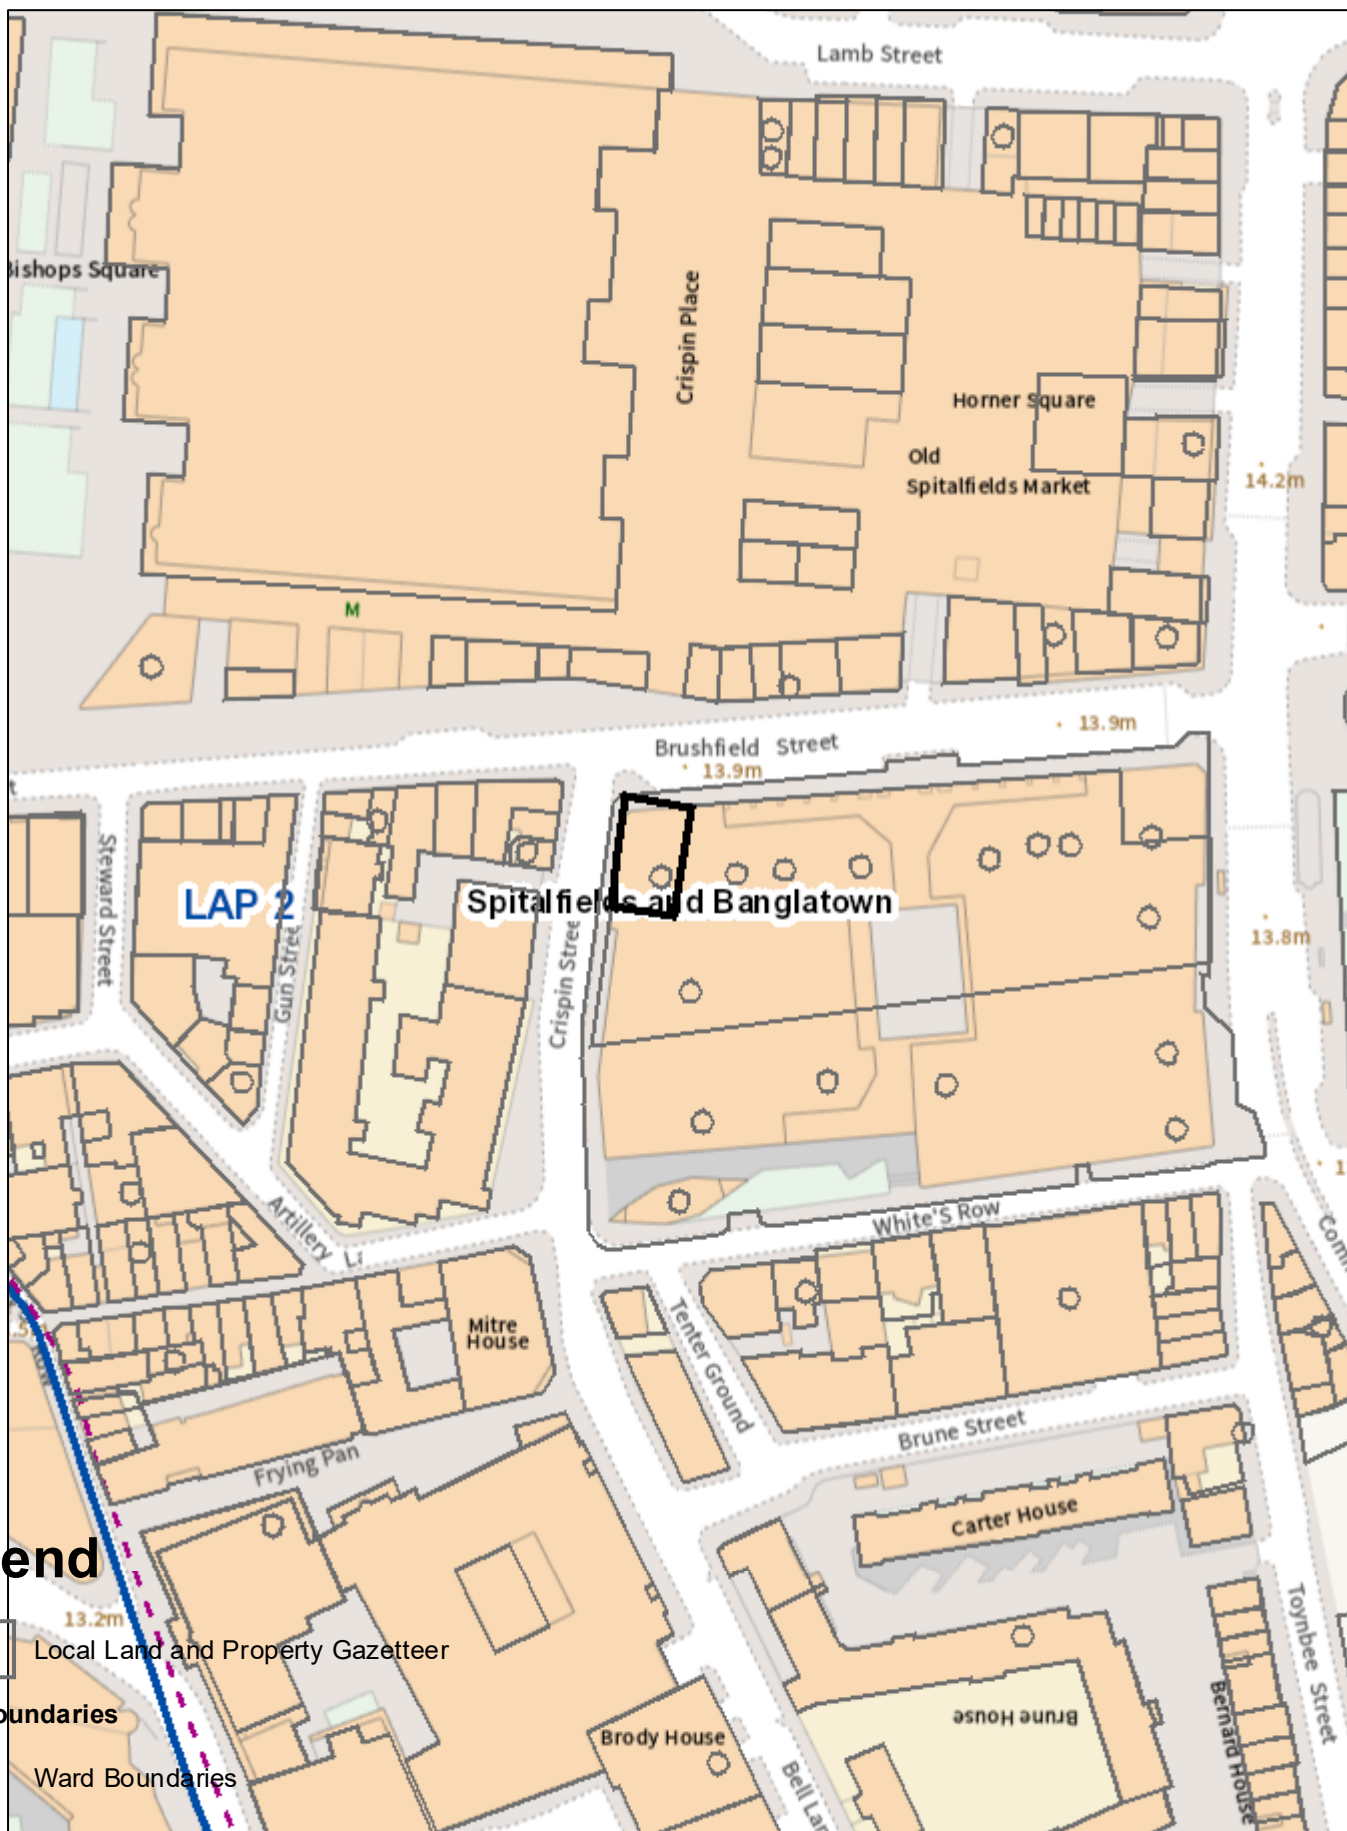 Lamb Street
Bishops Square
Crispin Place
Horner Square
Old
Spitalfields Market
14.2m
M
Brushfield Street
13.9m
13.9m
Steward Street
LAP 2
Gun Street
Spitalfields and Banglatown
Crispin Street
13.8m
Artillery
White'S Row
Mitre
House
Tenter Ground
Brune Street
Frying Pan
Carter House
end
13.2m
Local Land and Property Gazetteer
oundaries
Ward Boundaries
Brody House
Brune House
Bernard House
Toynbee Street
Bell Lan